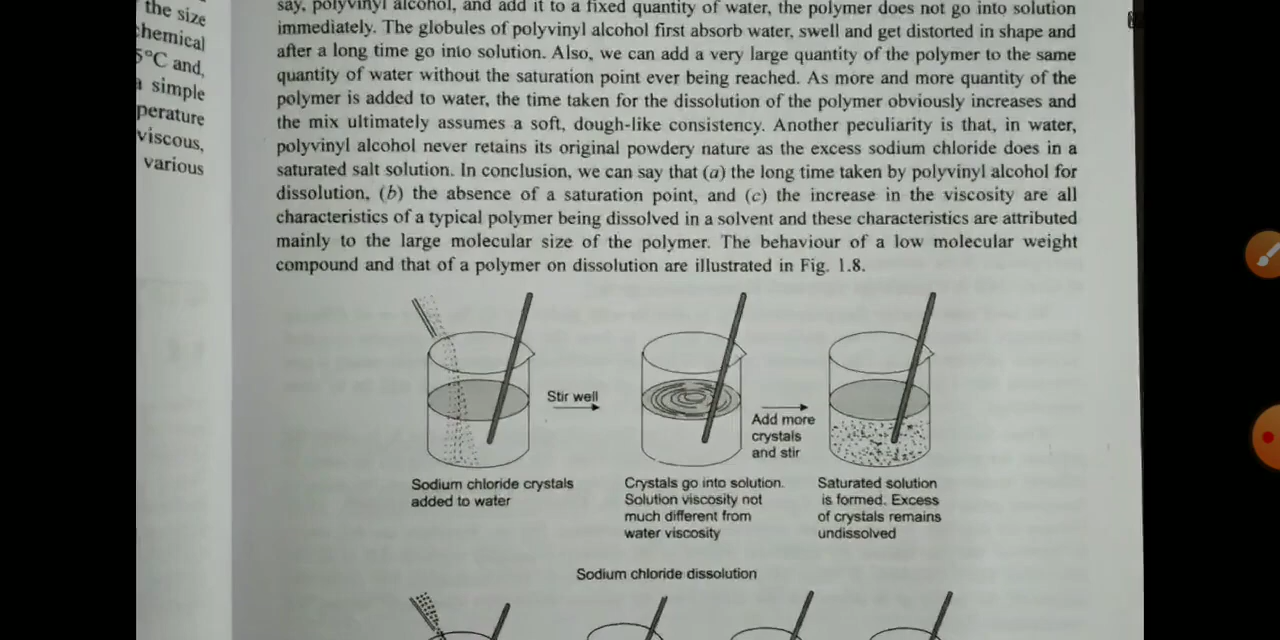 the size
chemical
5°C and,
a simple
perature
viscous,
various
say, polyvinyl alcohol, and add it to a fixed quantity of water, the polymer does not go into solution
immediately. The globules of polyvinyl alcohol first absorb water, swell and get distorted in shape and
after a long time go into solution. Also, we can add a very large quantity of the polymer to the same
quantity of water without the saturation point ever being reached. As more and more quantity of the
polymer is added to water, the time taken for the dissolution of the polymer obviously increases and
the mix ultimately assumes a soft, dough-like consistency. Another peculiarity is that, in water,
polyvinyl alcohol never retains its original powdery nature as the excess sodium chloride does in a
saturated salt solution. In conclusion, we can say that (a) the long time taken by polyvinyl alcohol for
dissolution, (b) the absence of a saturation point, and (c) the increase in the viscosity are all
characteristics of a typical polymer being dissolved in a solvent and these characteristics are attributed
mainly to the large molecular size of the polymer. The behaviour of a low molecular weight
compound and that of a polymer on dissolution are illustrated in Fig. 1.8.
Stir well
Add more
crystals
and stir
Sodium chloride crystals
added to water
Crystals go into solution.
Solution viscosity not
much different from
water viscosity
Saturated solution
is formed. Excess
of crystals remains
undissolved
Sodium chloride dissolution